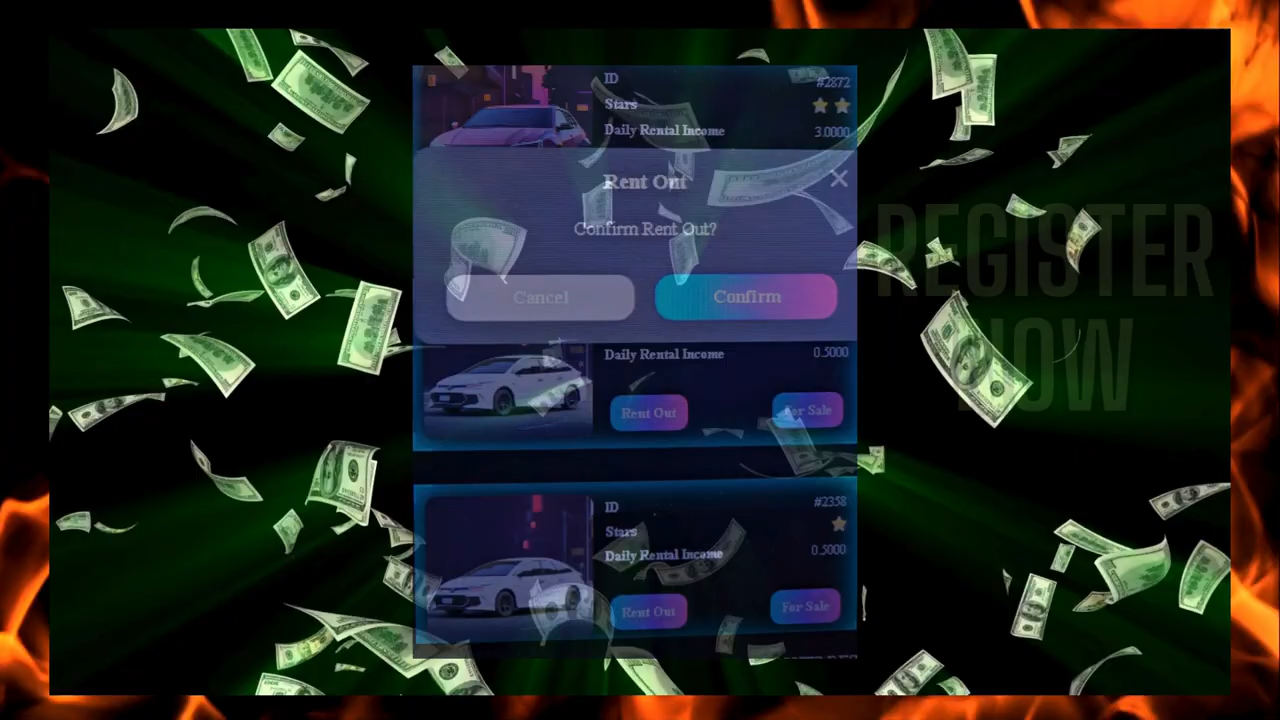 ID
#2872
Stars
Daily Rental Income
3.0000
Rent Out
Confirm Rent Out?
Cancel
Confirm
Daily Rental Income
0.5000
Rent Out
For Sale
ID
#2358
Stars
Daily Rental Income
0.5000
Rent Out
For Sale
REGISTER
NOW